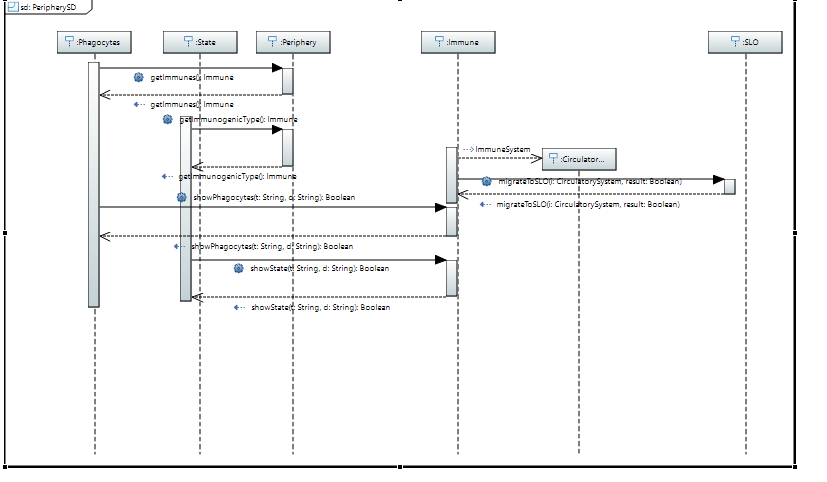 sd: PeripherySD
:Phagocytes
:State
:Periphery
:Immune
:SLO
getImmunes(): Immune
getImmunes(): Immune
getImmunogenicType(): Immune
ImmuneSystem
:Circulator...
getImmunogenicType(): Immune
migrateToSLO(i: CirculatorySystem, result: Boolean)
showPhagocytes(t: String, d: String): Boolean
migrateToSLO(i: CirculatorySystem, result: Boolean)
showPhagocytes(t: String, d: String): Boolean
showState(t: String, d: String): Boolean
showState(t: String, d: String): Boolean